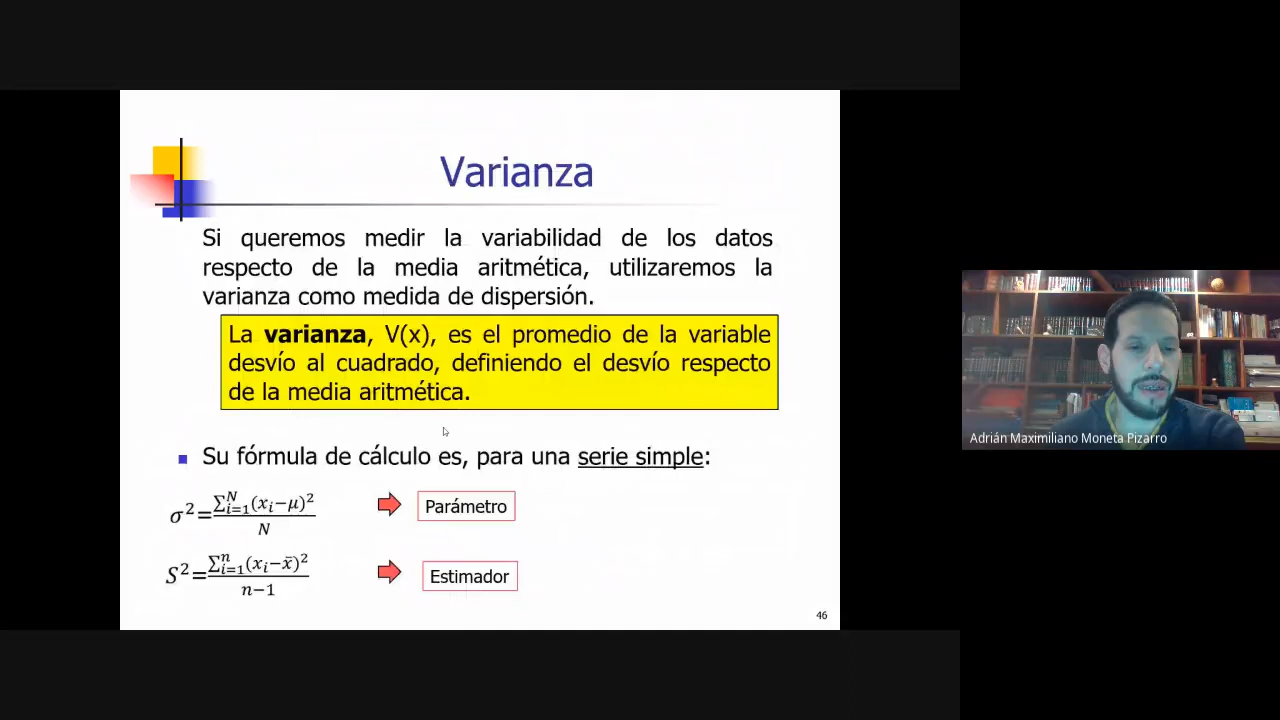 Varianza
Si queremos medir la variabilidad de los datos
respecto de la media aritmética, utilizaremos la
varianza como medida de dispersión.
La varianza, V(x), es el promedio de la variable
desvío al cuadrado, definiendo el desvío respecto
de la media aritmética.
Su fórmula de cálculo es, para una serie simple:
σ²=∑ᵢ₌₁ᴺ(xᵢ−μ)²/N
Parámetro
S²=∑ᵢ₌₁ⁿ(xᵢ−x̄)²/n−1
Estimador
46
Adrián Maximiliano Moneta Pizarro